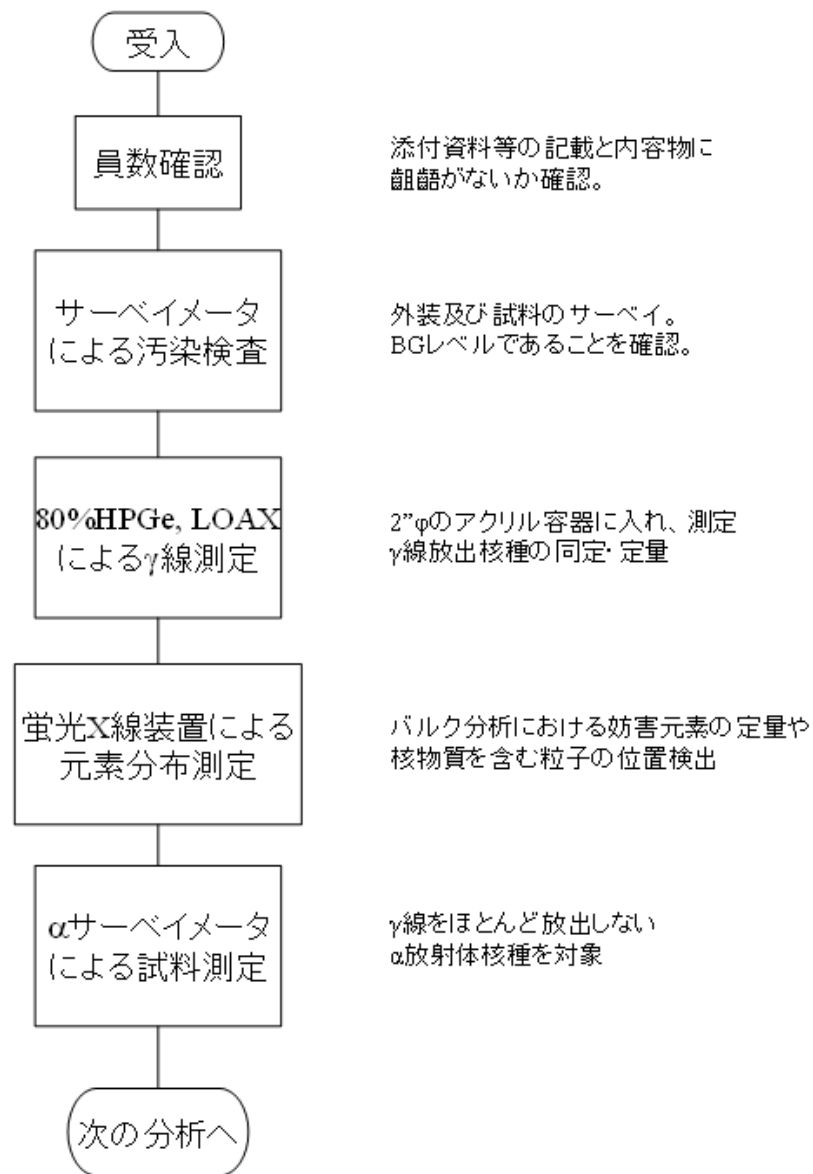 受入
員数確認
添付資料等の記載と内容物に
齟齬がないか確認。
サーベイメータ
による汚染検査
外装及び試料のサーベイ。
BGレベルであることを確認。
80%HPGe, LOAX
によるγ線測定
2”φのアクリル容器に入れ、測定
γ線放出核種の同定・定量
蛍光X線装置による
元素分布測定
バルク分析における妨害元素の定量や
核物質を含む粒子の位置検出
αサーベイメータ
による試料測定
γ線をほとんど放出しない
α放射体核種を対象
次の分析へ